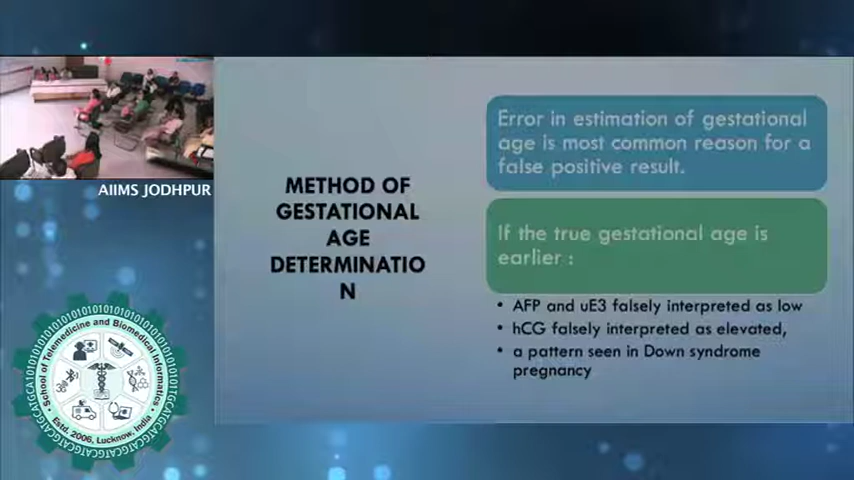 AIIMS JODHPUR
METHOD OF
GESTATIONAL
AGE
DETERMINATIO
N
Error in estimation of gestational
age is most common reason for a
false positive result.
If the true gestational age is
earlier :
• AFP and uE3 falsely interpreted as low
• hCG falsely interpreted as elevated,
• a pattern seen in Down syndrome
pregnancy
School of Telemedicine and Biomedical Informatics
Estd. 2006, Lucknow, India